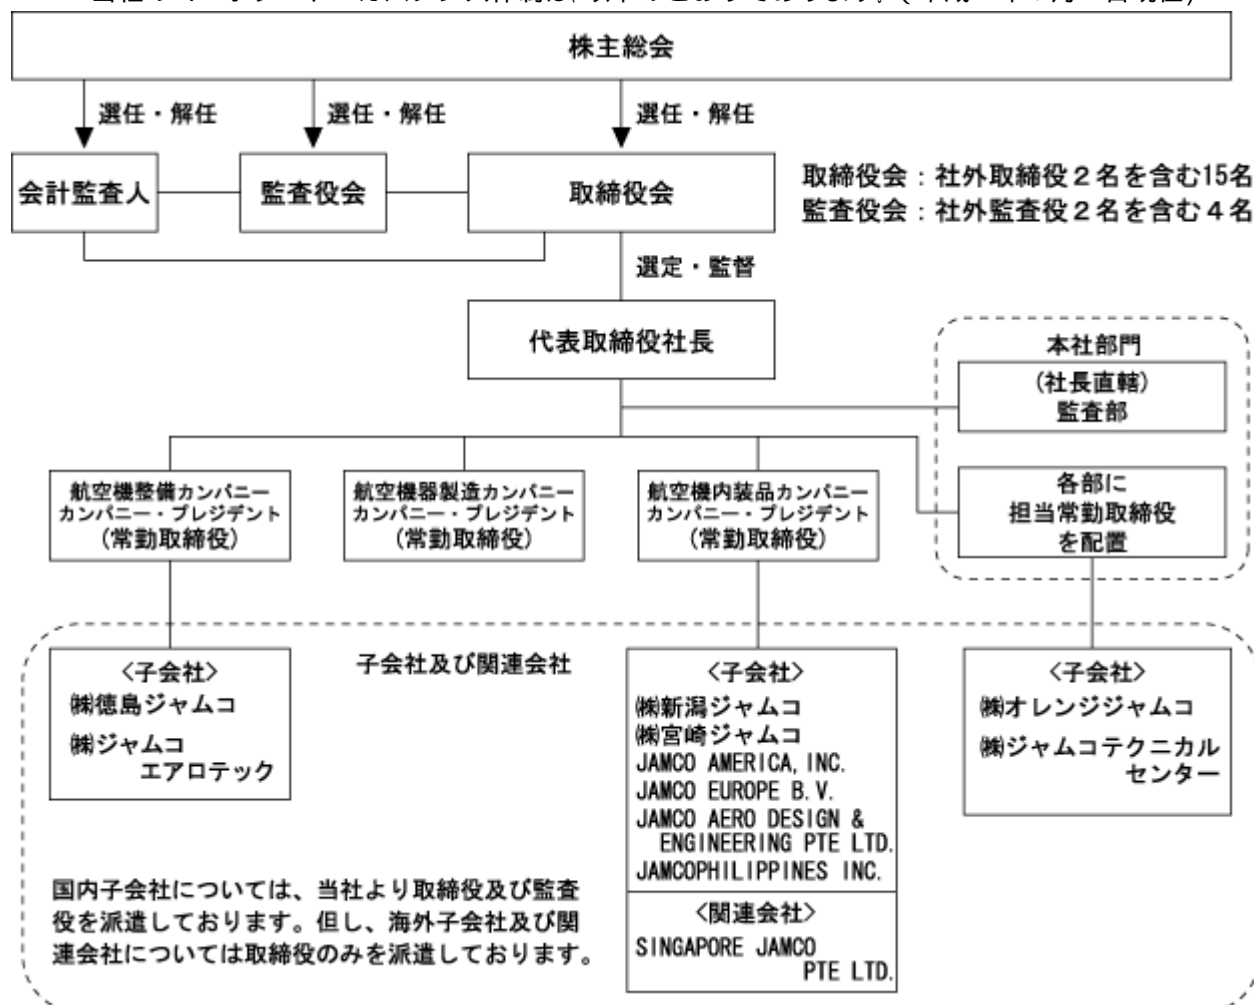 株主総会
選任・解任
選任・解任
選任・解任
会計監査人
監査役会
取締役会
取締役会：社外取締役２名を含む15名
監査役会：社外監査役２名を含む４名
選定・監督
代表取締役社長
本社部門
(社長直轄)
監査部
航空機整備カンパニー
カンパニー・プレジデント
(常勤取締役)
航空機器製造カンパニー
カンパニー・プレジデント
(常勤取締役)
航空機内装品カンパニー
カンパニー・プレジデント
(常勤取締役)
各部に
担当常勤取締役
を配置
子会社及び関連会社
〈子会社〉
㈱徳島ジャムコ
㈱ジャムコ
エアロテック
〈子会社〉
㈱新潟ジャムコ
㈱宮崎ジャムコ
JAMCO AMERICA, INC.
JAMCO EUROPE B.V.
JAMCO AERO DESIGN &
ENGINEERING PTE LTD.
JAMCOPHILIPPINES INC.
〈関連会社〉
SINGAPORE JAMCO
PTE LTD.
〈子会社〉
㈱オレンジジャムコ
㈱ジャムコテクニカル
センター
国内子会社については、当社より取締役及び監査
役を派遣しております。但し、海外子会社及び関
連会社については取締役のみを派遣しております。